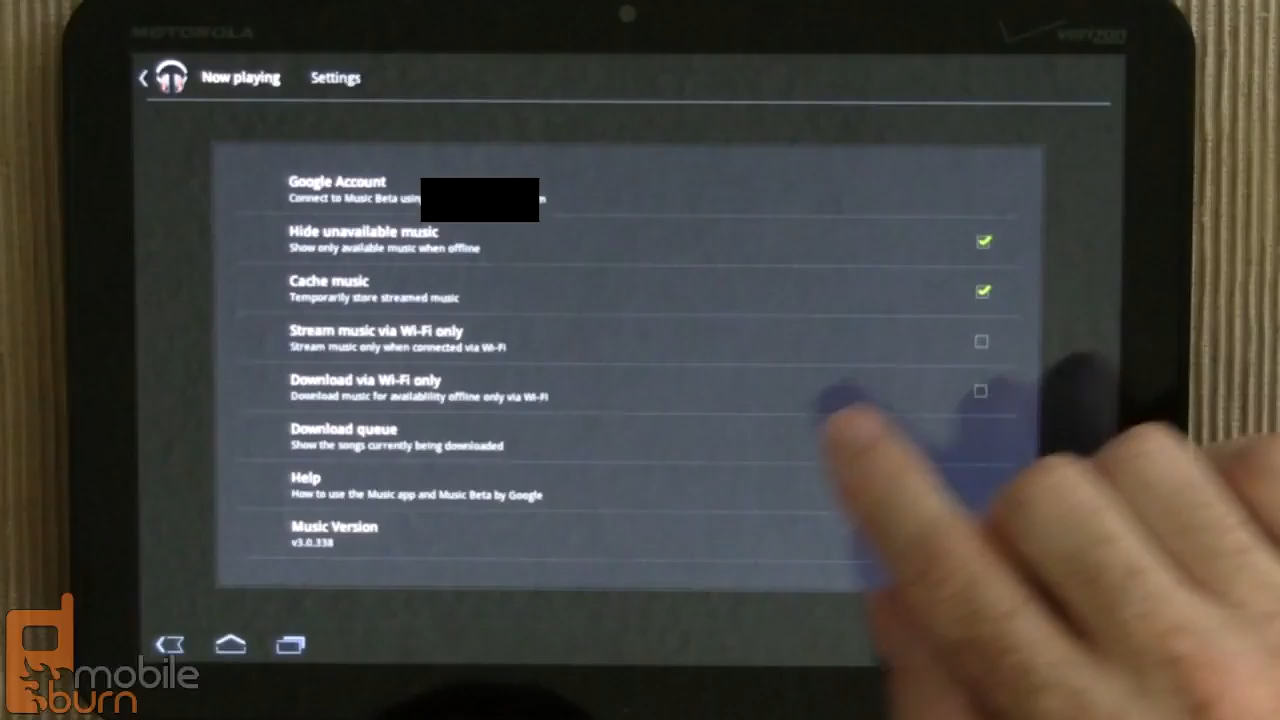 MOTOROLA
verizon
Now playing Settings
Google Account
Connect to Music Beta using
Hide unavailable music
Show only available music when offline
Cache music
Temporarily store streamed music
Stream music via Wi-Fi only
Stream music only when connected via Wi-Fi
Download via Wi-Fi only
Download music for availability offline only via Wi-Fi
Download queue
Show the songs currently being downloaded
Help
How to use the Music app and Music Beta by Google
Music Version
v3.0.338
mobile
burn